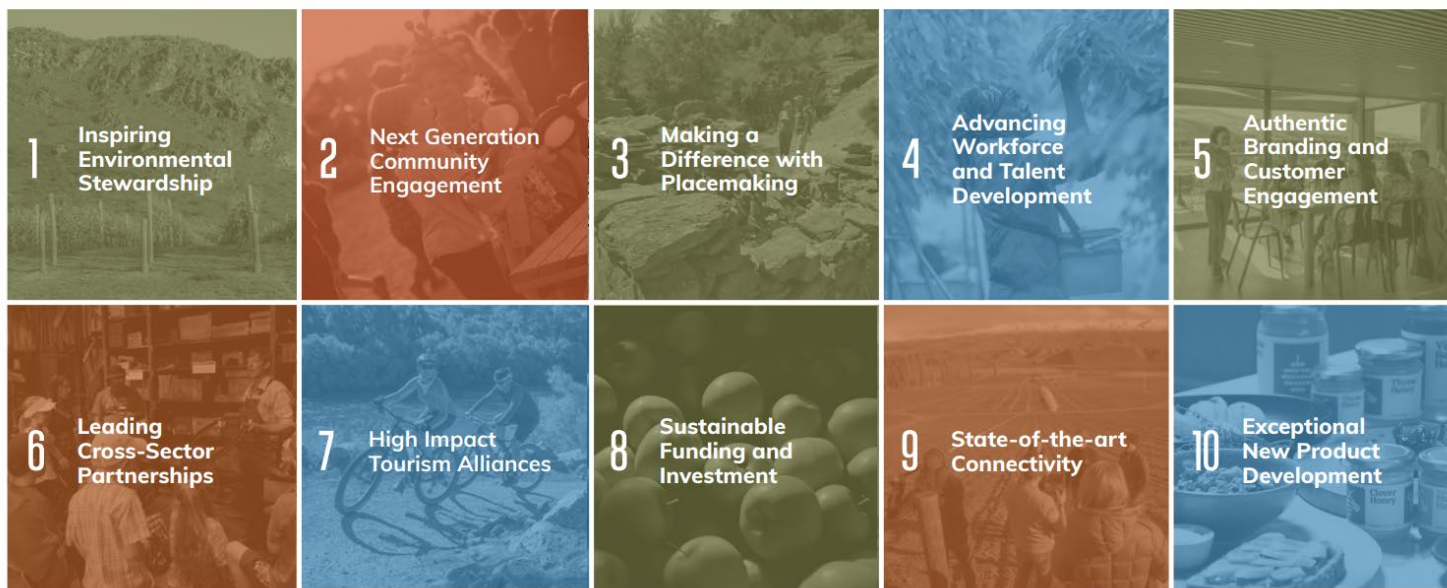 1
Inspiring
Environmental
Stewardship
2
Next Generation
Community
Engagement
3
Making a
Difference with
Placemaking
4
Advancing
Workforce
and Talent
Development
5
Authentic
Branding and
Customer
Engagement
6
Leading
Cross-Sector
Partnerships
7
High Impact
Tourism Alliances
8
Sustainable
Funding and
Investment
9
State-of-the-art
Connectivity
10
Exceptional
New Product
Development
Clover
Honey